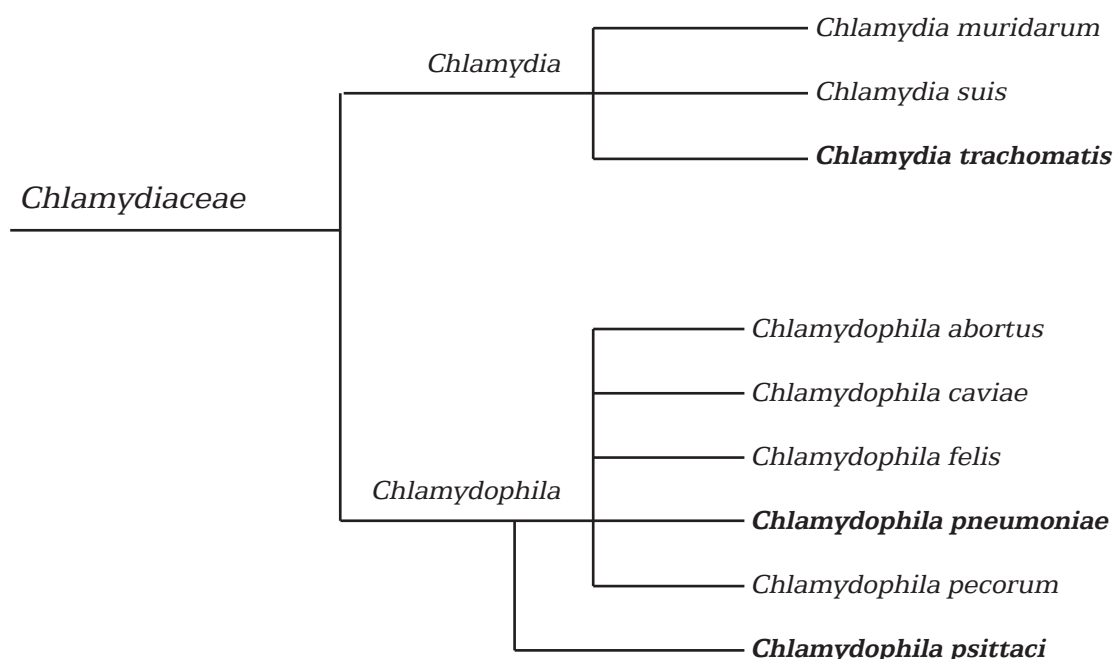 Chlamydia muridarum
Chlamydia
Chlamydia suis
Chlamydia trachomatis
Chlamydiaceae
Chlamydophila abortus
Chlamydophila caviae
Chlamydophila felis
Chlamydophila
Chlamydophila pneumoniae
Chlamydophila pecorum
Chlamydophila psittaci